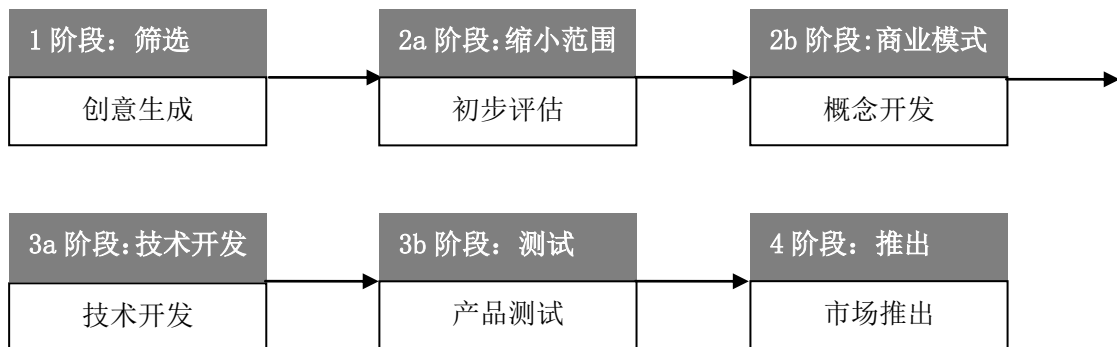 1 阶段：筛选
创意生成
2a 阶段:缩小范围
初步评估
2b 阶段:商业模式
概念开发
3a 阶段:技术开发
技术开发
3b 阶段：测试
产品测试
4 阶段：推出
市场推出